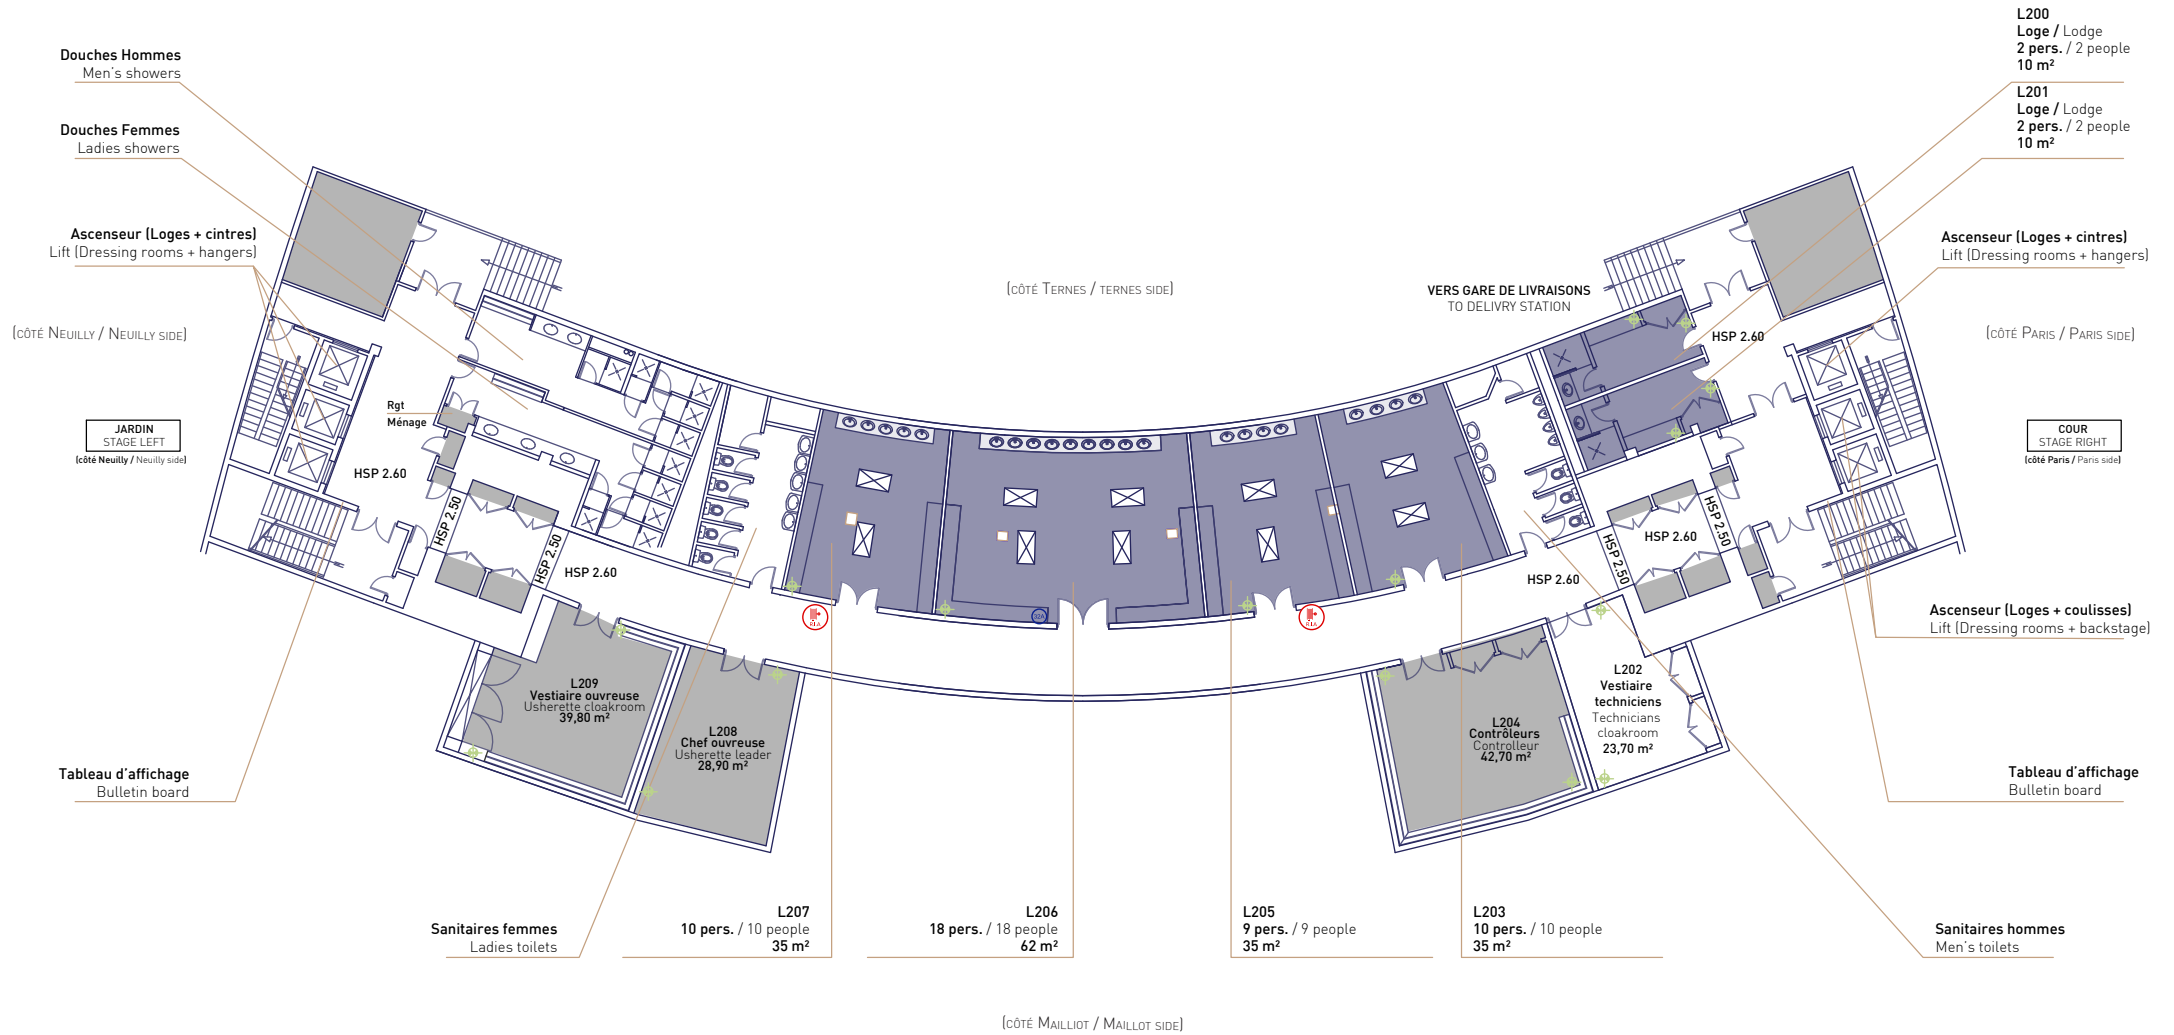 L200
Loge / Lodge
2 pers. / 2 people
10 m²
Douches Hommes
Men's showers
L201
Loge / Lodge
2 pers. / 2 people
10 m²
Douches Femmes
Ladies showers
Ascenseur (Loges + cintres)
Lift (Dressing rooms + hangers)
Ascenseur (Loges + cintres)
Lift (Dressing rooms + hangers)
(côté Ternes / ternes side)
VERS GARE DE LIVRAISONS
TO DELIVRY STATION
(côté Neuilly / Neuilly side)
HSP 2.60
(côté Paris / Paris side)
Rgt
Ménage
JARDIN
STAGE LEFT
(côté Neuilly / Neuilly side)
COUR
STAGE RIGHT
(côté Paris / Paris side)
HSP 2.60
HSP 2.50
HSP 2.50
HSP 2.60
HSP 2.50
HSP 2.60
HSP 2.50
HSP 2.60
RIA
32A
RIA
Ascenseur (Loges + coulisses)
Lift (Dressing rooms + backstage)
L209
Vestiaire ouvreuse
Usherette cloakroom
39,80 m²
L208
Chef ouvreuse
Usherette leader
28,90 m²
L204
Contrôleurs
Controlleur
42,70 m²
L202
Vestiaire
techniciens
Technicians
cloakroom
23,70 m²
Tableau d'affichage
Bulletin board
Tableau d'affichage
Bulletin board
Sanitaires femmes
Ladies toilets
L207
10 pers. / 10 people
35 m²
L206
18 pers. / 18 people
62 m²
L205
9 pers. / 9 people
35 m²
L203
10 pers. / 10 people
35 m²
Sanitaires hommes
Men's toilets
(côté Mailliot / Maillot side)